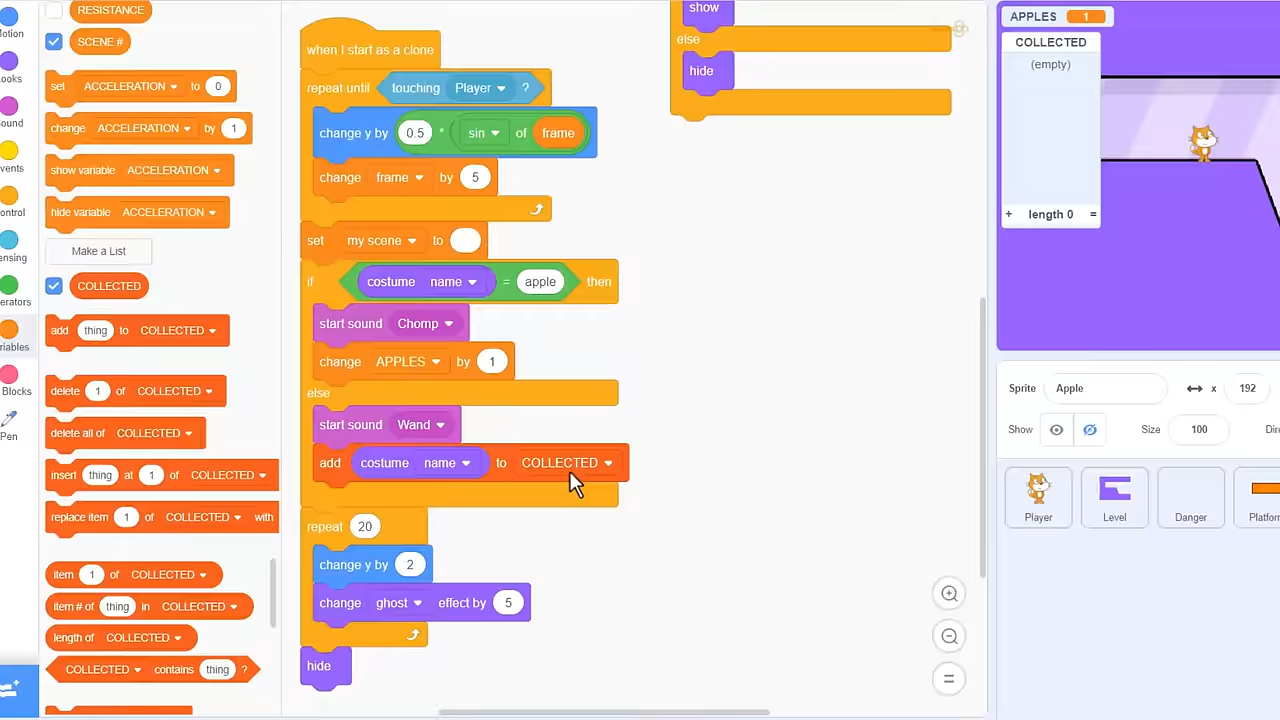 RESISTANCE
SCENE #
set ACCELERATION to 0
change ACCELERATION by 1
show variable ACCELERATION
hide variable ACCELERATION
Make a List
COLLECTED
add thing to COLLECTED
delete 1 of COLLECTED
delete all of COLLECTED
insert thing at 1 of COLLECTED
replace item 1 of COLLECTED with
item 1 of COLLECTED
item # of thing in COLLECTED
length of COLLECTED
COLLECTED contains thing ?
otion
ooks
ound
vents
ontrol
ensing
erators
riables
Blocks
Pen
when I start as a clone
repeat until touching Player ?
change y by 0.5 * sin of frame
change frame by 5
set my scene to
if costume name = apple then
start sound Chomp
change APPLES by 1
else
start sound Wand
add costume name to COLLECTED
repeat 20
change y by 2
change ghost effect by 5
hide
show
else
hide
APPLES 1
COLLECTED
(empty)
+ length 0 =
Sprite Apple x 192
Show Size 100 Dire
Player Level Danger Platfor